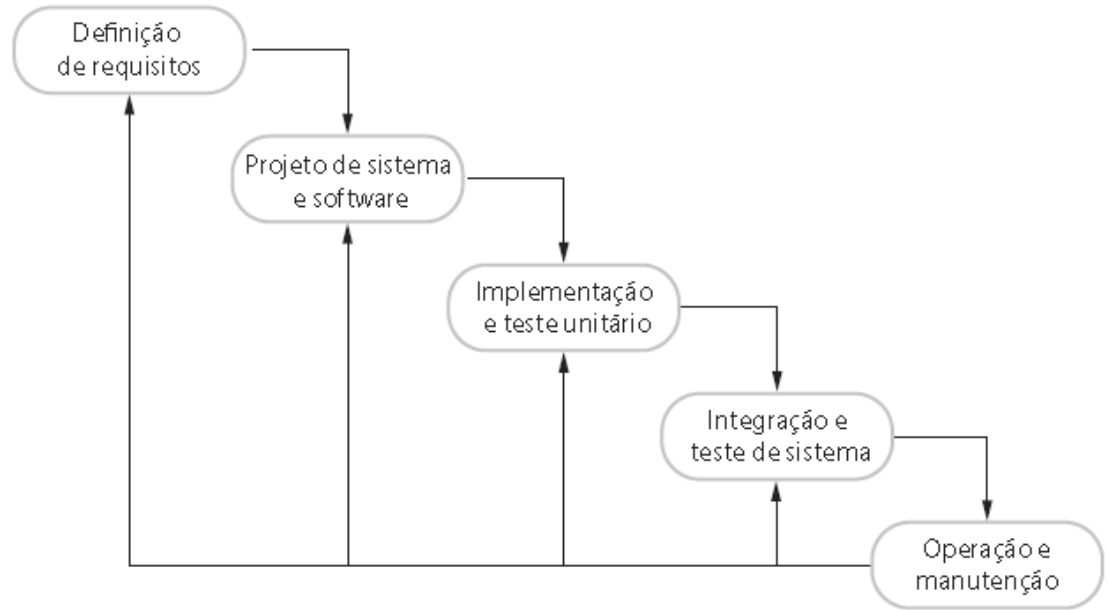 Definição
de requisitos
Projeto de sistema
e software
Implementação
e teste unitário
Integração e
teste de sistema
Operação e
manutenção